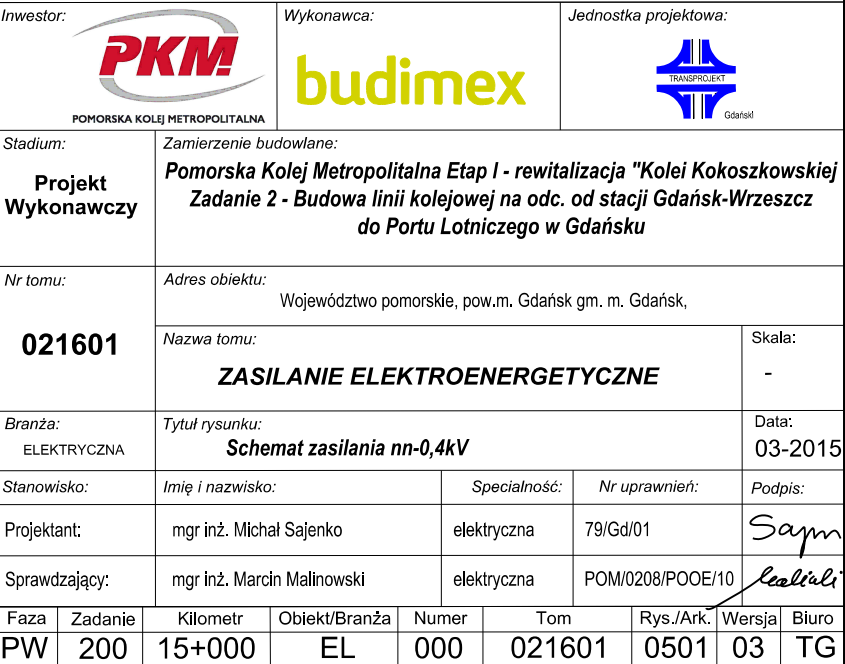 Inwestor:
Wykonawca:
Jednostka projektowa:
PKM
POMORSKA KOLEJ METROPOLITALNA
budimex
TRANSPROJEKT
Gdański
Stadium:
Zamierzenie budowlane:
Projekt
Wykonawczy
Pomorska Kolej Metropolitalna Etap I - rewitalizacja "Kolei Kokoszkowskiej
Zadanie 2 - Budowa linii kolejowej na odc. od stacji Gdańsk-Wrzeszcz
do Portu Lotniczego w Gdańsku
Nr tomu:
Adres obiektu:
Województwo pomorskie, pow.m. Gdańsk gm. m. Gdańsk,
021601
Nazwa tomu:
Skala:
ZASILANIE ELEKTROENERGETYCZNE
-
Branża:
Tytuł rysunku:
Data:
ELEKTRYCZNA
Schemat zasilania nn-0,4kV
03-2015
Stanowisko:
Imię i nazwisko:
Specialność:
Nr uprawnień:
Podpis:
Projektant:
mgr inż. Michał Sajenko
elektryczna
79/Gd/01
Sprawdzający:
mgr inż. Marcin Malinowski
elektryczna
POM/0208/POOE/10
Faza Zadanie Kilometr Obiekt/Branża Numer Tom Rys./Ark. Wersja Biuro
PW 200 15+000 EL 000 021601 0501 03 TG